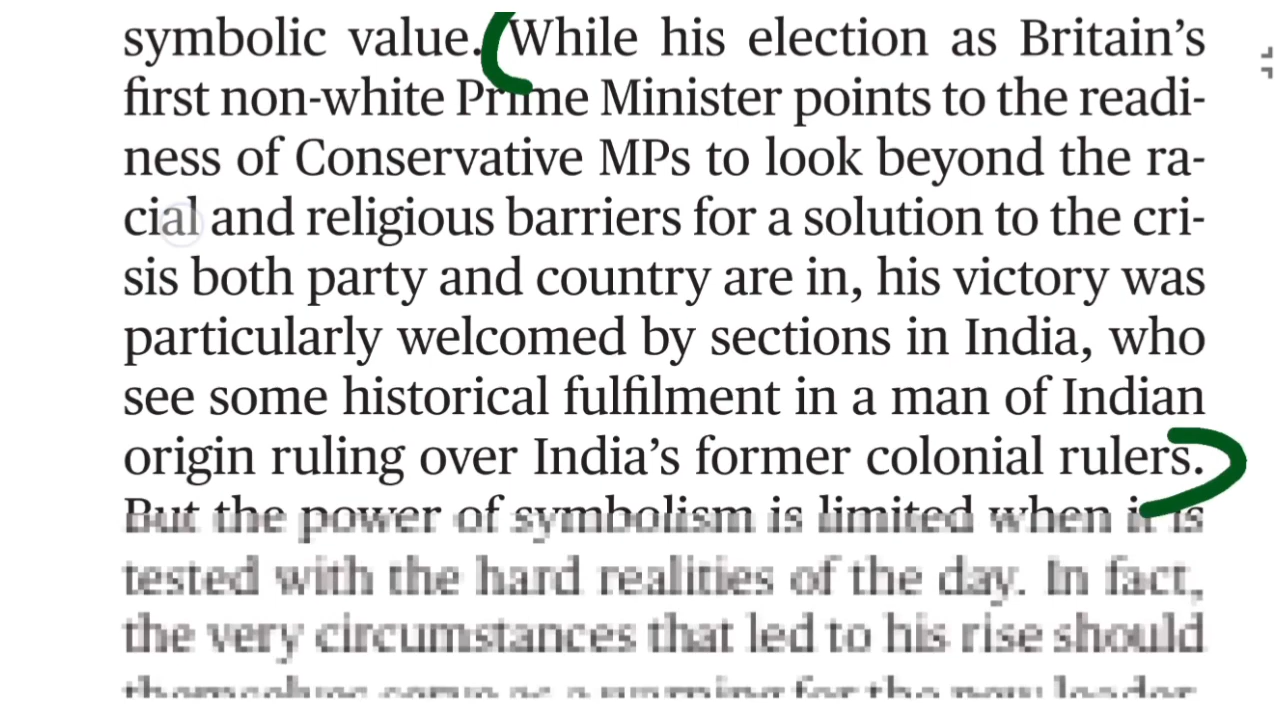 symbolic value. While his election as Britain's
first non-white Prime Minister points to the readi-
ness of Conservative MPs to look beyond the ra-
cial and religious barriers for a solution to the cri-
sis both party and country are in, his victory was
particularly welcomed by sections in India, who
see some historical fulfilment in a man of Indian
origin ruling over India's former colonial rulers.
But the power of symbolism is limited when it is
tested with the hard realities of the day. In fact,
the very circumstances that led to his rise should